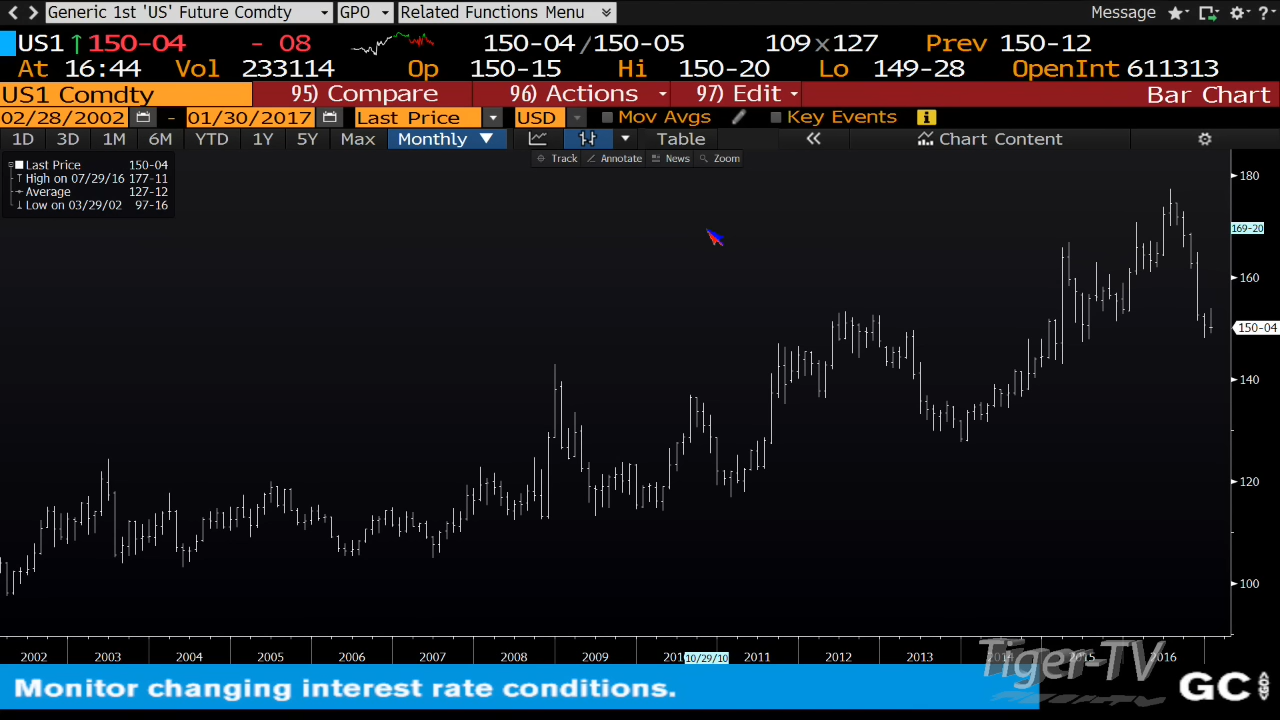 Generic 1st 'US' Future Comdty GPO Related Functions Menu Message ?
US1 ↑ 150-04 - 08 150-04 / 150-05 109 x 127 Prev 150-12
At 16:44 Vol 233114 Op 150-15 Hi 150-20 Lo 149-28 OpenInt 611313
US1 Comdty 95) Compare 96) Actions 97) Edit Bar Chart
02/28/2002 - 01/30/2017 Last Price USD Mov Avgs Key Events
1D 3D 1M 6M YTD 1Y 5Y Max Monthly ▼ Table « Chart Content
Track Annotate News Zoom
Last Price 150-04
High on 07/29/16 177-11
Average 127-12
Low on 03/29/02 97-16
180
169-20
160
150-04
140
120
100
2002 2003 2004 2005 2006 2007 2008 2009 2010 10/29/10 2011 2012 2013 2014 2015 2016
Tiger-TV
Monitor changing interest rate conditions.
GC